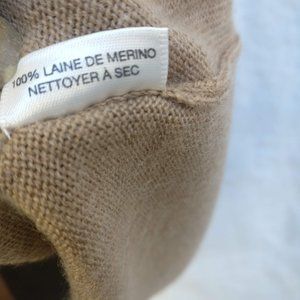 100% LAINE DE MERINO
NETTOYER À SEC